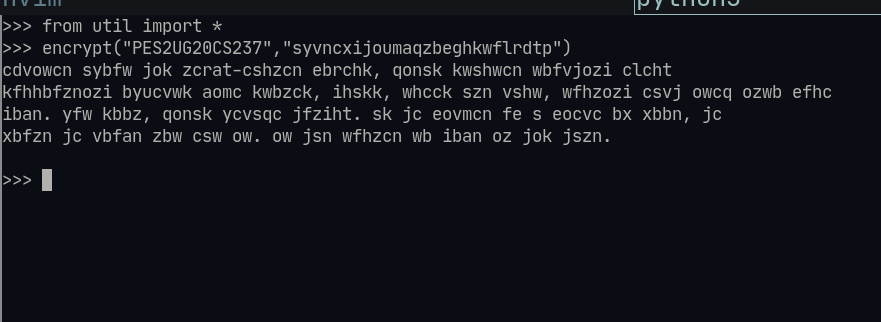 nvim
python3
>>> from util import *
>>> encrypt("PES2UG20CS237","syvncxijoumaqzbeghkwflrdtp")
cdvowcn sybfw jok zcrat-cshzcn ebrchk, qonsk kwshwcn wbfvjozi clcht
kfhhbfznozi byucvwk aomc kwbzck, ihskk, whcck szn vshw, wfhzozi csvj owcq ozwb efhc
iban. yfw kbbz, qonsk ycvsqc jfziht. sk jc eovmcn fe s eocvc bx xbbn, jc
xbfzn jc vbfan zbw csw ow. ow jsn wfhzcn wb iban oz jok jszn.
>>>